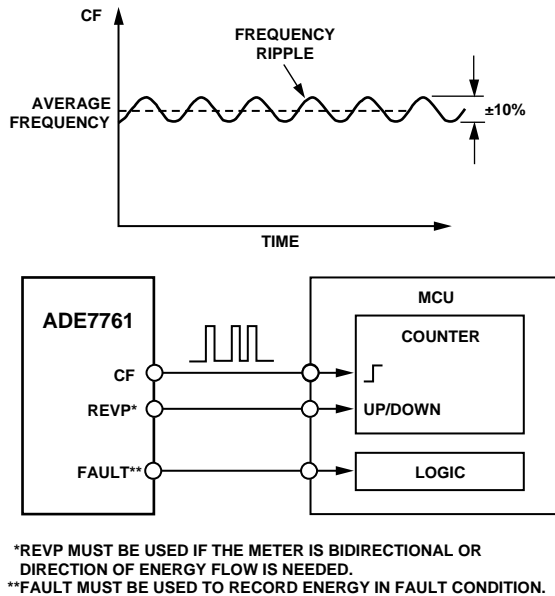 CF
FREQUENCY
RIPPLE
AVERAGE
FREQUENCY
±10%
TIME
MCU
ADE7761
COUNTER
CF
REVP*
UP/DOWN
FAULT**
LOGIC
*REVP MUST BE USED IF THE METER IS BIDIRECTIONAL OR
DIRECTION OF ENERGY FLOW IS NEEDED.
**FAULT MUST BE USED TO RECORD ENERGY IN FAULT CONDITION.